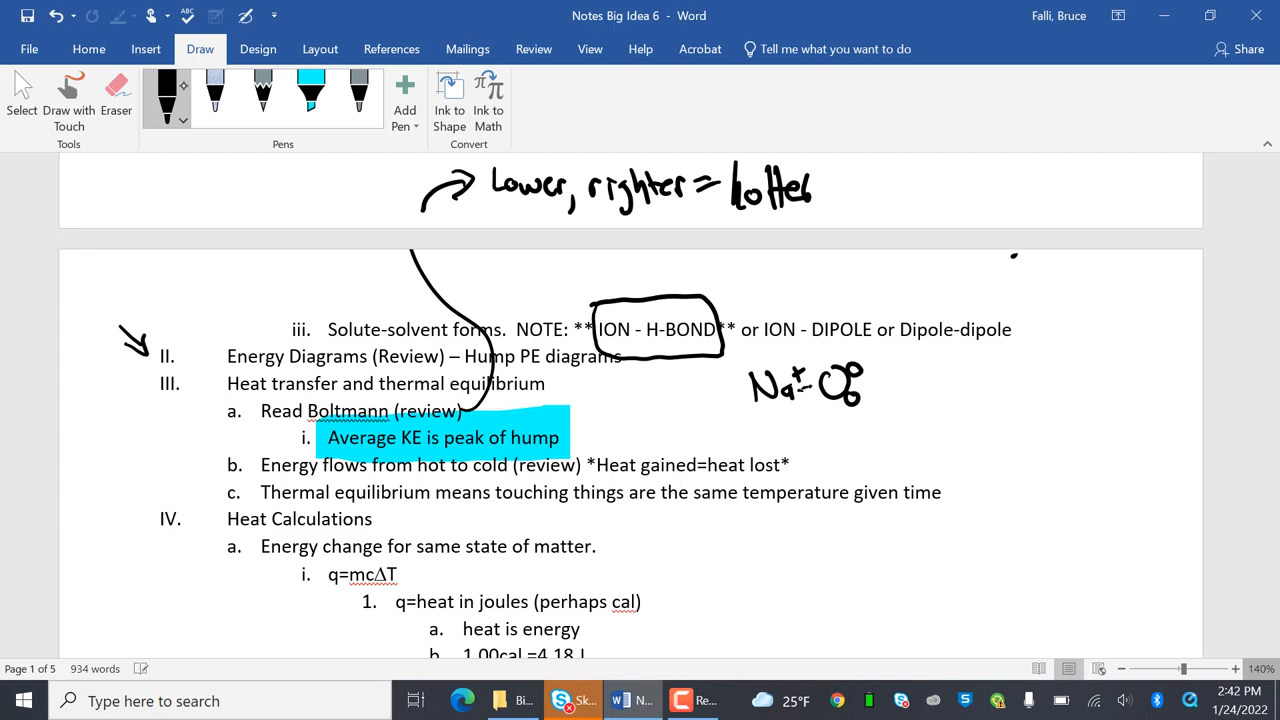 Notes Big Idea 6 - Word
Falli, Bruce
File Home Insert Draw Design Layout References Mailings Review View Help Acrobat Tell me what you want to do Share
Select Draw with Touch Eraser Add Pen Ink to Shape Ink to Math
Tools Pens Convert
Lower, righter = hotter
iii. Solute-solvent forms. NOTE: ** ION - H-BOND** or ION - DIPOLE or Dipole-dipole
II. Energy Diagrams (Review) – Hump PE diagrams
III. Heat transfer and thermal equilibrium
Na+
a. Read Boltmann (review)
i. Average KE is peak of hump
b. Energy flows from hot to cold (review) *Heat gained=heat lost*
c. Thermal equilibrium means touching things are the same temperature given time
IV. Heat Calculations
a. Energy change for same state of matter.
i. q=mcΔT
1. q=heat in joules (perhaps cal)
a. heat is energy
b. 1.00cal =4.18J
Page 1 of 5 934 words 140%
Type here to search
Bi... Sk... N... Re... 25°F
2:42 PM
1/24/2022